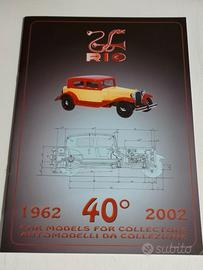 RIO
1962 40° 2002
CAR MODELS FOR COLLECTORS
AUTOMODELLI DA COLLEZIONE
subito